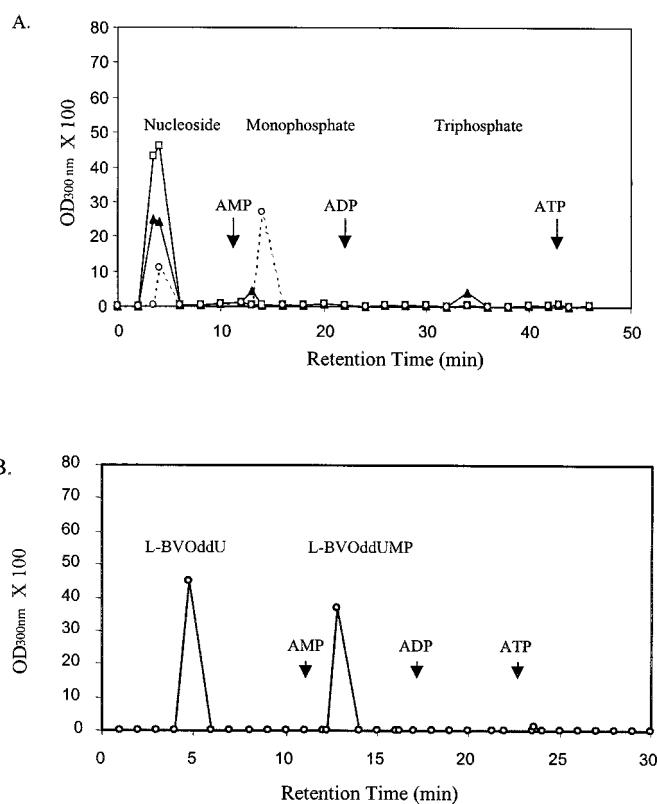 A.
80
70
60
50
40
30
20
10
0
OD300 nm X 100
Nucleoside Monophosphate Triphosphate
AMP ADP ATP
0 10 20 30 40 50
Retention Time (min)
B.
80
70
60
50
40
30
20
10
0
OD300nm X 100
L-BVOddU L-BVOddUMP
AMP ADP ATP
0 5 10 15 20 25 30
Retention Time (min)